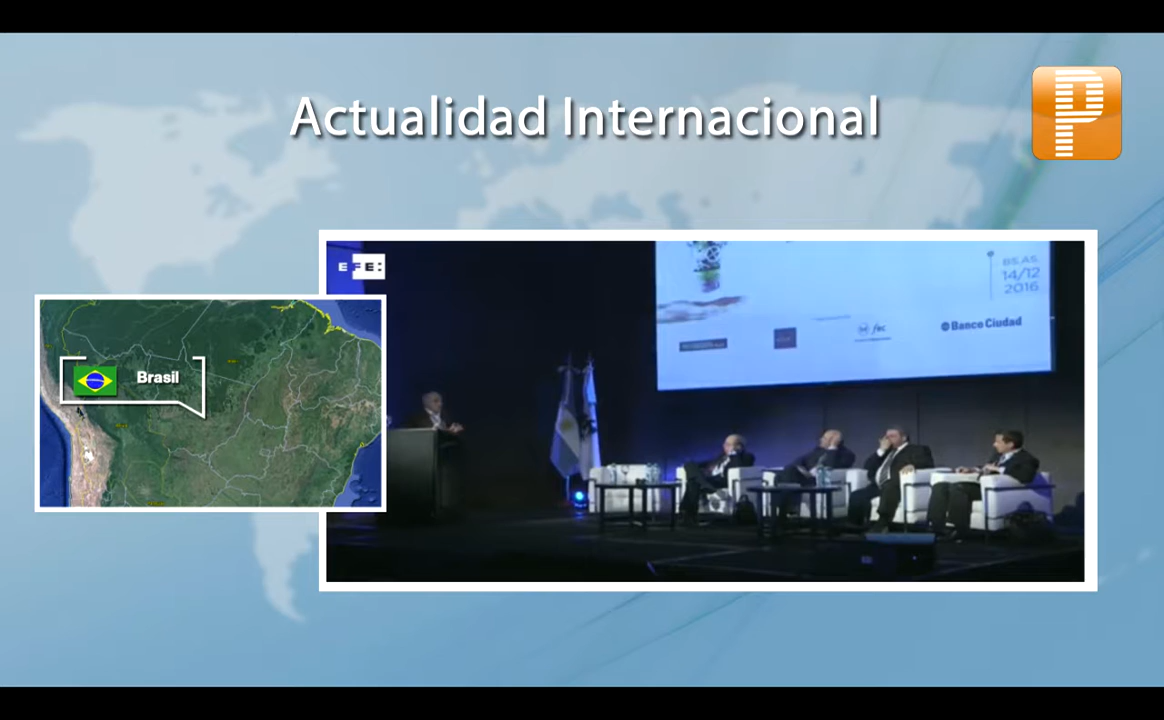 Actualidad Internacional
P
EFE:
BS.AS.
14/12
2016
Banco Ciudad
Brasil